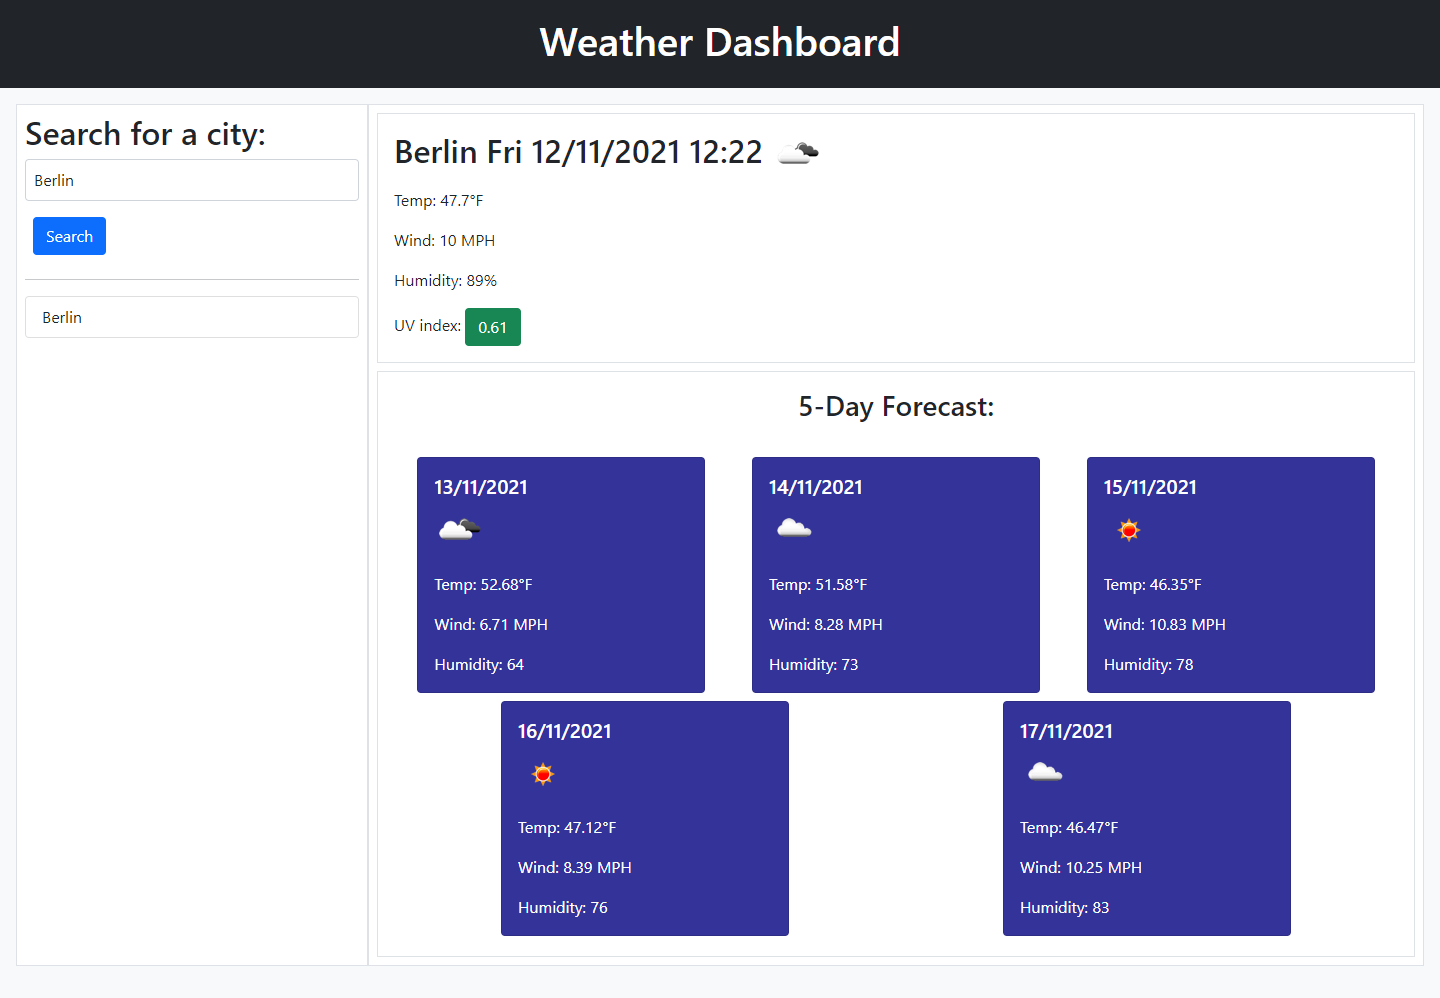 Weather Dashboard
Search for a city:
Berlin
Search
Berlin
Berlin Fri 12/11/2021 12:22
Temp: 47.7°F
Wind: 10 MPH
Humidity: 89%
UV index: 0.61
5-Day Forecast:
13/11/2021
Temp: 52.68°F
Wind: 6.71 MPH
Humidity: 64
14/11/2021
Temp: 51.58°F
Wind: 8.28 MPH
Humidity: 73
15/11/2021
Temp: 46.35°F
Wind: 10.83 MPH
Humidity: 78
16/11/2021
Temp: 47.12°F
Wind: 8.39 MPH
Humidity: 76
17/11/2021
Temp: 46.47°F
Wind: 10.25 MPH
Humidity: 83